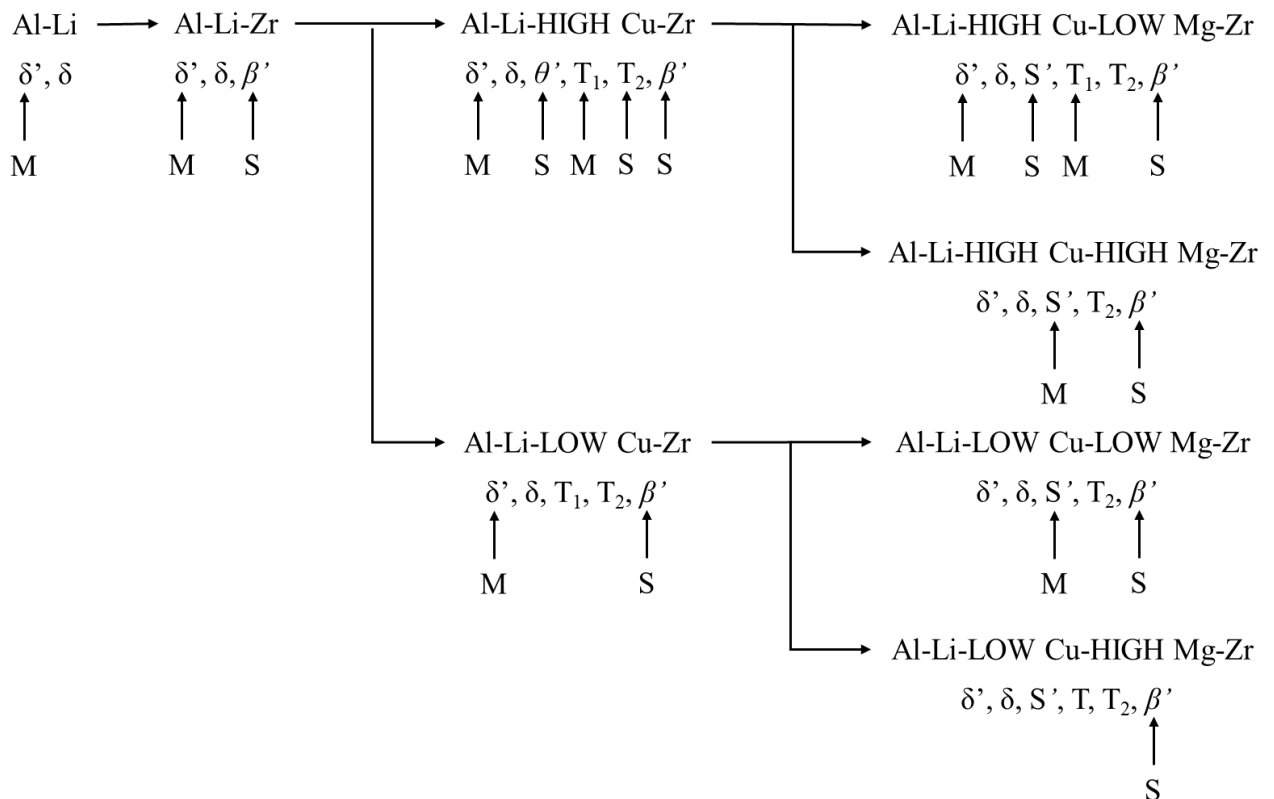 Al-Li
Al-Li-Zr
Al-Li-HIGH Cu-Zr
Al-Li-HIGH Cu-LOW Mg-Zr
δ’, δ
δ’, δ, β’
δ’, δ, θ’, T₁, T₂, β’
δ’, δ, S’, T₁, T₂, β’
M
M S
M S M S S
M S M S
Al-Li-HIGH Cu-HIGH Mg-Zr
δ’, δ, S’, T₂, β’
M S
Al-Li-LOW Cu-Zr
Al-Li-LOW Cu-LOW Mg-Zr
δ’, δ, T₁, T₂, β’
δ’, δ, S’, T₂, β’
M S
M S
Al-Li-LOW Cu-HIGH Mg-Zr
δ’, δ, S’, T, T₂, β’
S